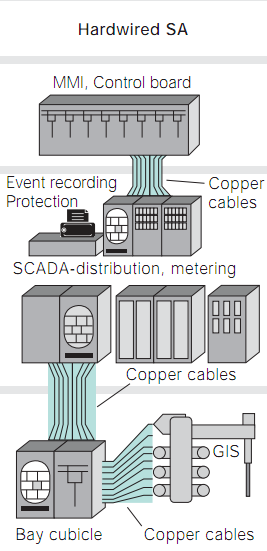 Hardwired SA
MMI, Control board
Event recording
Protection
Copper
cables
SCADA-distribution, metering
Copper cables
GIS
Bay cubicle
Copper cables